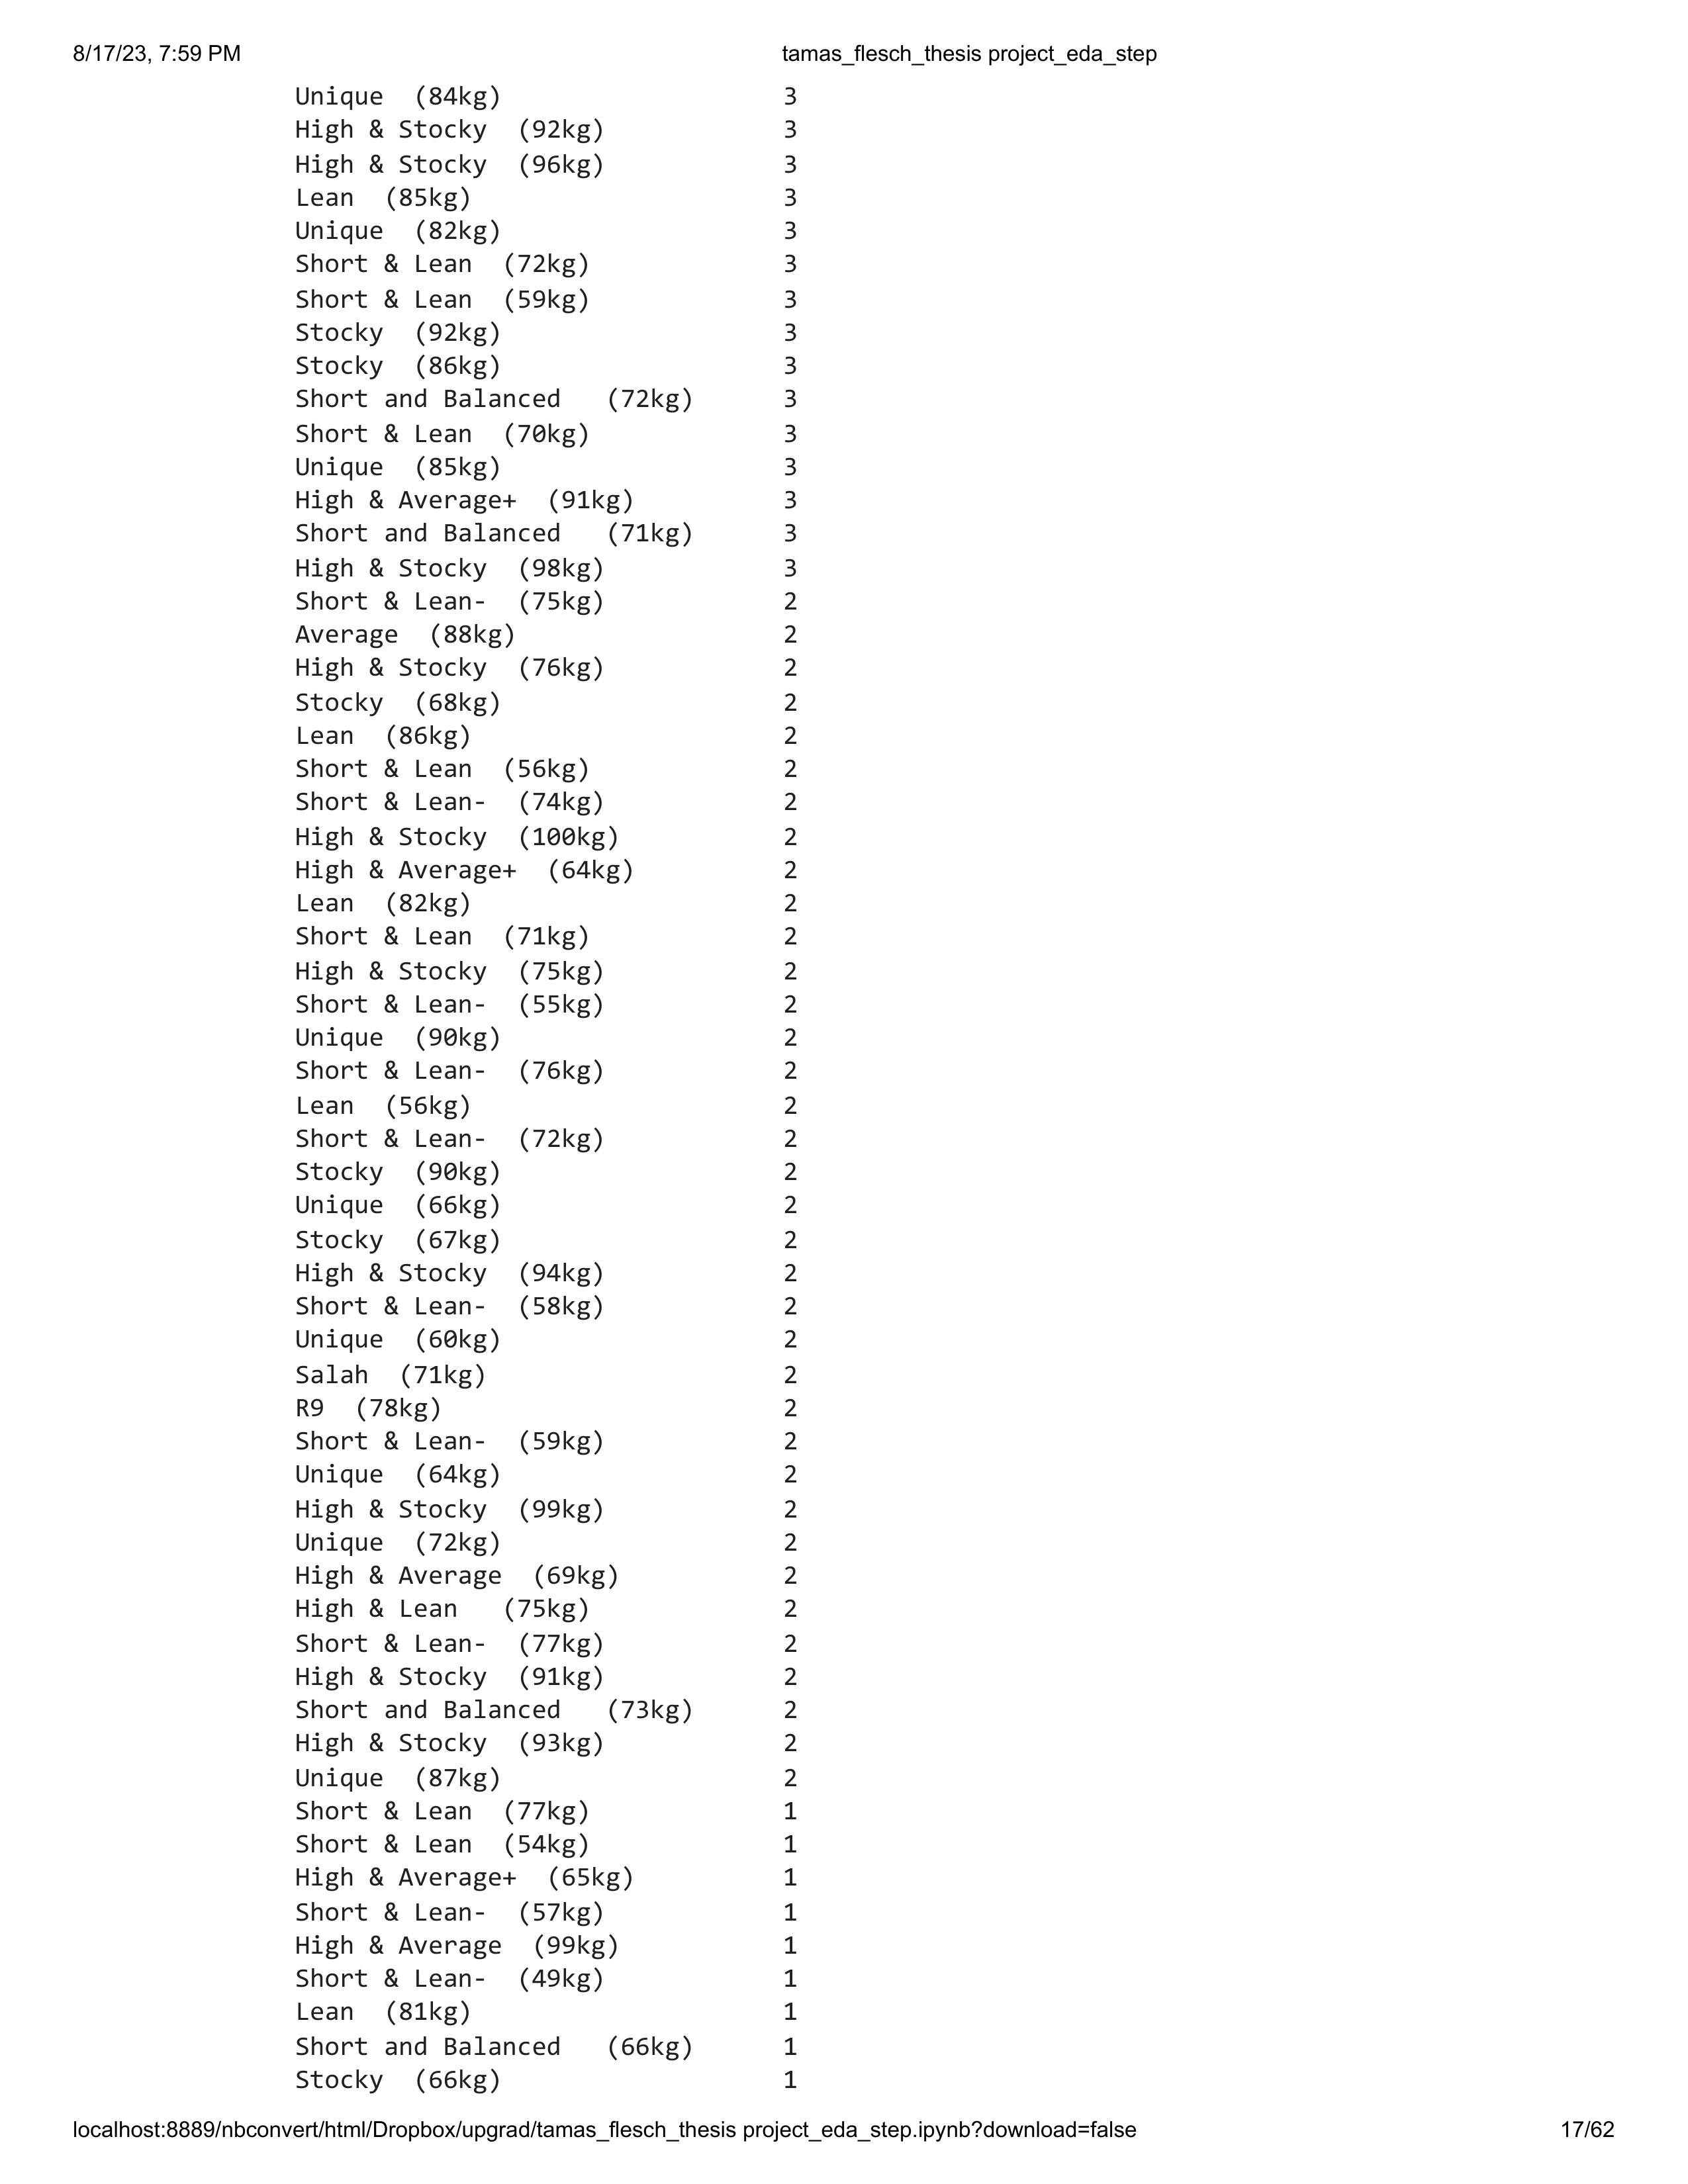 8/17/23, 7:59 PM tamas_flesch_thesis project_eda_step
Unique  (84kg) 3
High & Stocky  (92kg) 3
High & Stocky  (96kg) 3
Lean  (85kg) 3
Unique  (82kg) 3
Short & Lean  (72kg) 3
Short & Lean  (59kg) 3
Stocky  (92kg) 3
Stocky  (86kg) 3
Short and Balanced   (72kg) 3
Short & Lean  (70kg) 3
Unique  (85kg) 3
High & Average+  (91kg) 3
Short and Balanced   (71kg) 3
High & Stocky  (98kg) 3
Short & Lean-  (75kg) 2
Average  (88kg) 2
High & Stocky  (76kg) 2
Stocky  (68kg) 2
Lean  (86kg) 2
Short & Lean  (56kg) 2
Short & Lean-  (74kg) 2
High & Stocky  (100kg) 2
High & Average+  (64kg) 2
Lean  (82kg) 2
Short & Lean  (71kg) 2
High & Stocky  (75kg) 2
Short & Lean-  (55kg) 2
Unique  (90kg) 2
Short & Lean-  (76kg) 2
Lean  (56kg) 2
Short & Lean-  (72kg) 2
Stocky  (90kg) 2
Unique  (66kg) 2
Stocky  (67kg) 2
High & Stocky  (94kg) 2
Short & Lean-  (58kg) 2
Unique  (60kg) 2
Salah  (71kg) 2
R9  (78kg) 2
Short & Lean-  (59kg) 2
Unique  (64kg) 2
High & Stocky  (99kg) 2
Unique  (72kg) 2
High & Average  (69kg) 2
High & Lean   (75kg) 2
Short & Lean-  (77kg) 2
High & Stocky  (91kg) 2
Short and Balanced   (73kg) 2
High & Stocky  (93kg) 2
Unique  (87kg) 2
Short & Lean  (77kg) 1
Short & Lean  (54kg) 1
High & Average+  (65kg) 1
Short & Lean-  (57kg) 1
High & Average  (99kg) 1
Short & Lean-  (49kg) 1
Lean  (81kg) 1
Short and Balanced   (66kg) 1
Stocky  (66kg) 1
localhost:8889/nbconvert/html/Dropbox/upgrad/tamas_flesch_thesis project_eda_step.ipynb?download=false 17/62